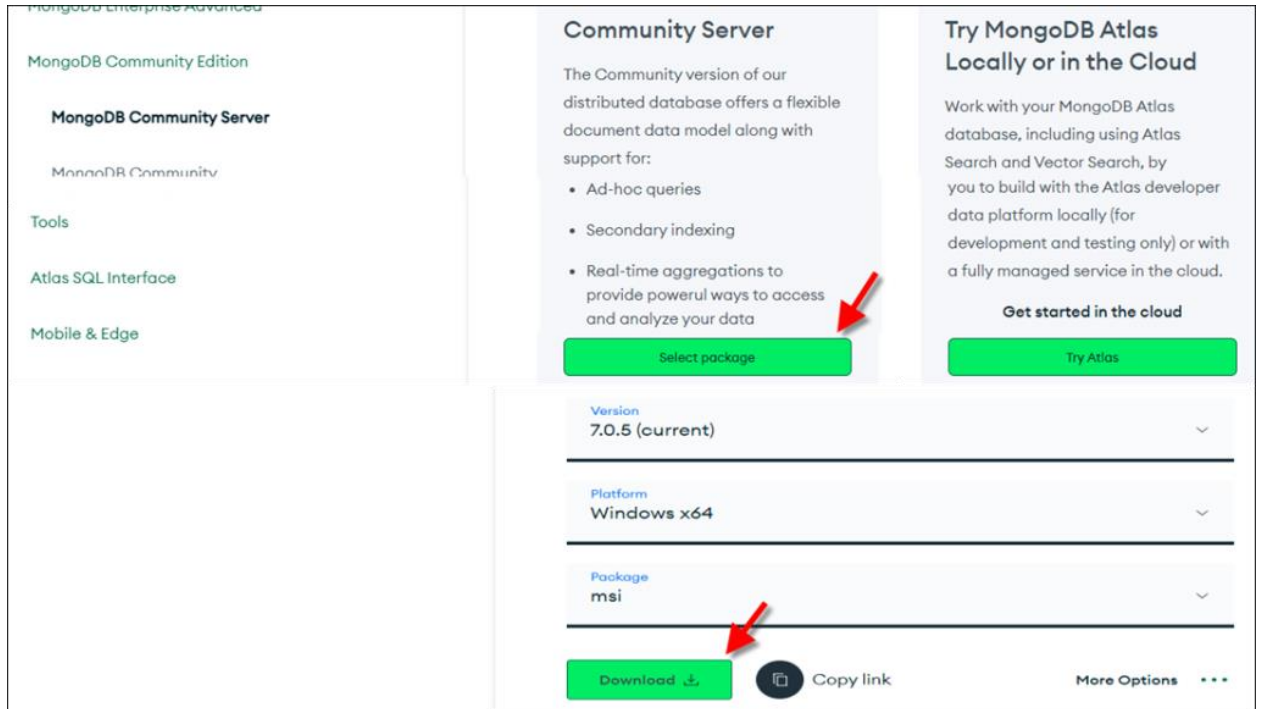 MongoDB Enterprise Advanced
MongoDB Community Edition
MongoDB Community Server
MongoDB Community
Tools
Atlas SQL Interface
Mobile & Edge
Community Server
The Community version of our
distributed database offers a flexible
document data model along with
support for:
• Ad-hoc queries
• Secondary indexing
• Real-time aggregations to
provide powerul ways to access
and analyze your data
Select package
Try MongoDB Atlas
Locally or in the Cloud
Work with your MongoDB Atlas
database, including using Atlas
Search and Vector Search, by
you to build with the Atlas developer
data platform locally (for
development and testing only) or with
a fully managed service in the cloud.
Get started in the cloud
Try Atlas
Version
7.0.5 (current)
Platform
Windows x64
Package
msi
Download
Copy link
More Options